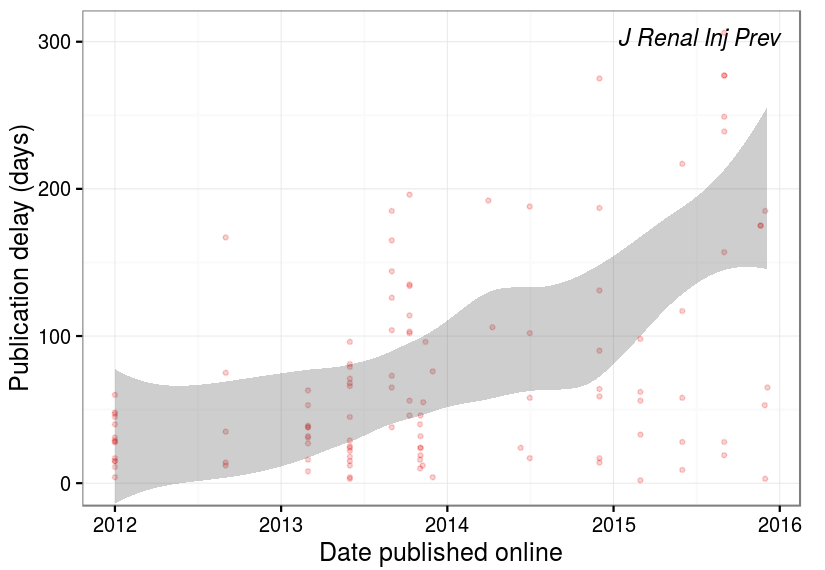 J Renal Inj Prev
300
200
100
0
Publication delay (days)
2012 2013 2014 2015 2016
Date published online